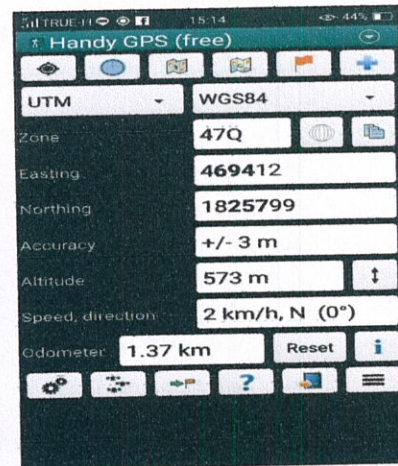 TRUE-H 15:14 44%
Handy GPS (free)
UTM WGS84
Zone 47Q
Easting 469412
Northing 1825799
Accuracy +/- 3 m
Altitude 573 m
Speed, direction 2 km/h, N (0°)
Odometer 1.37 km Reset i
?